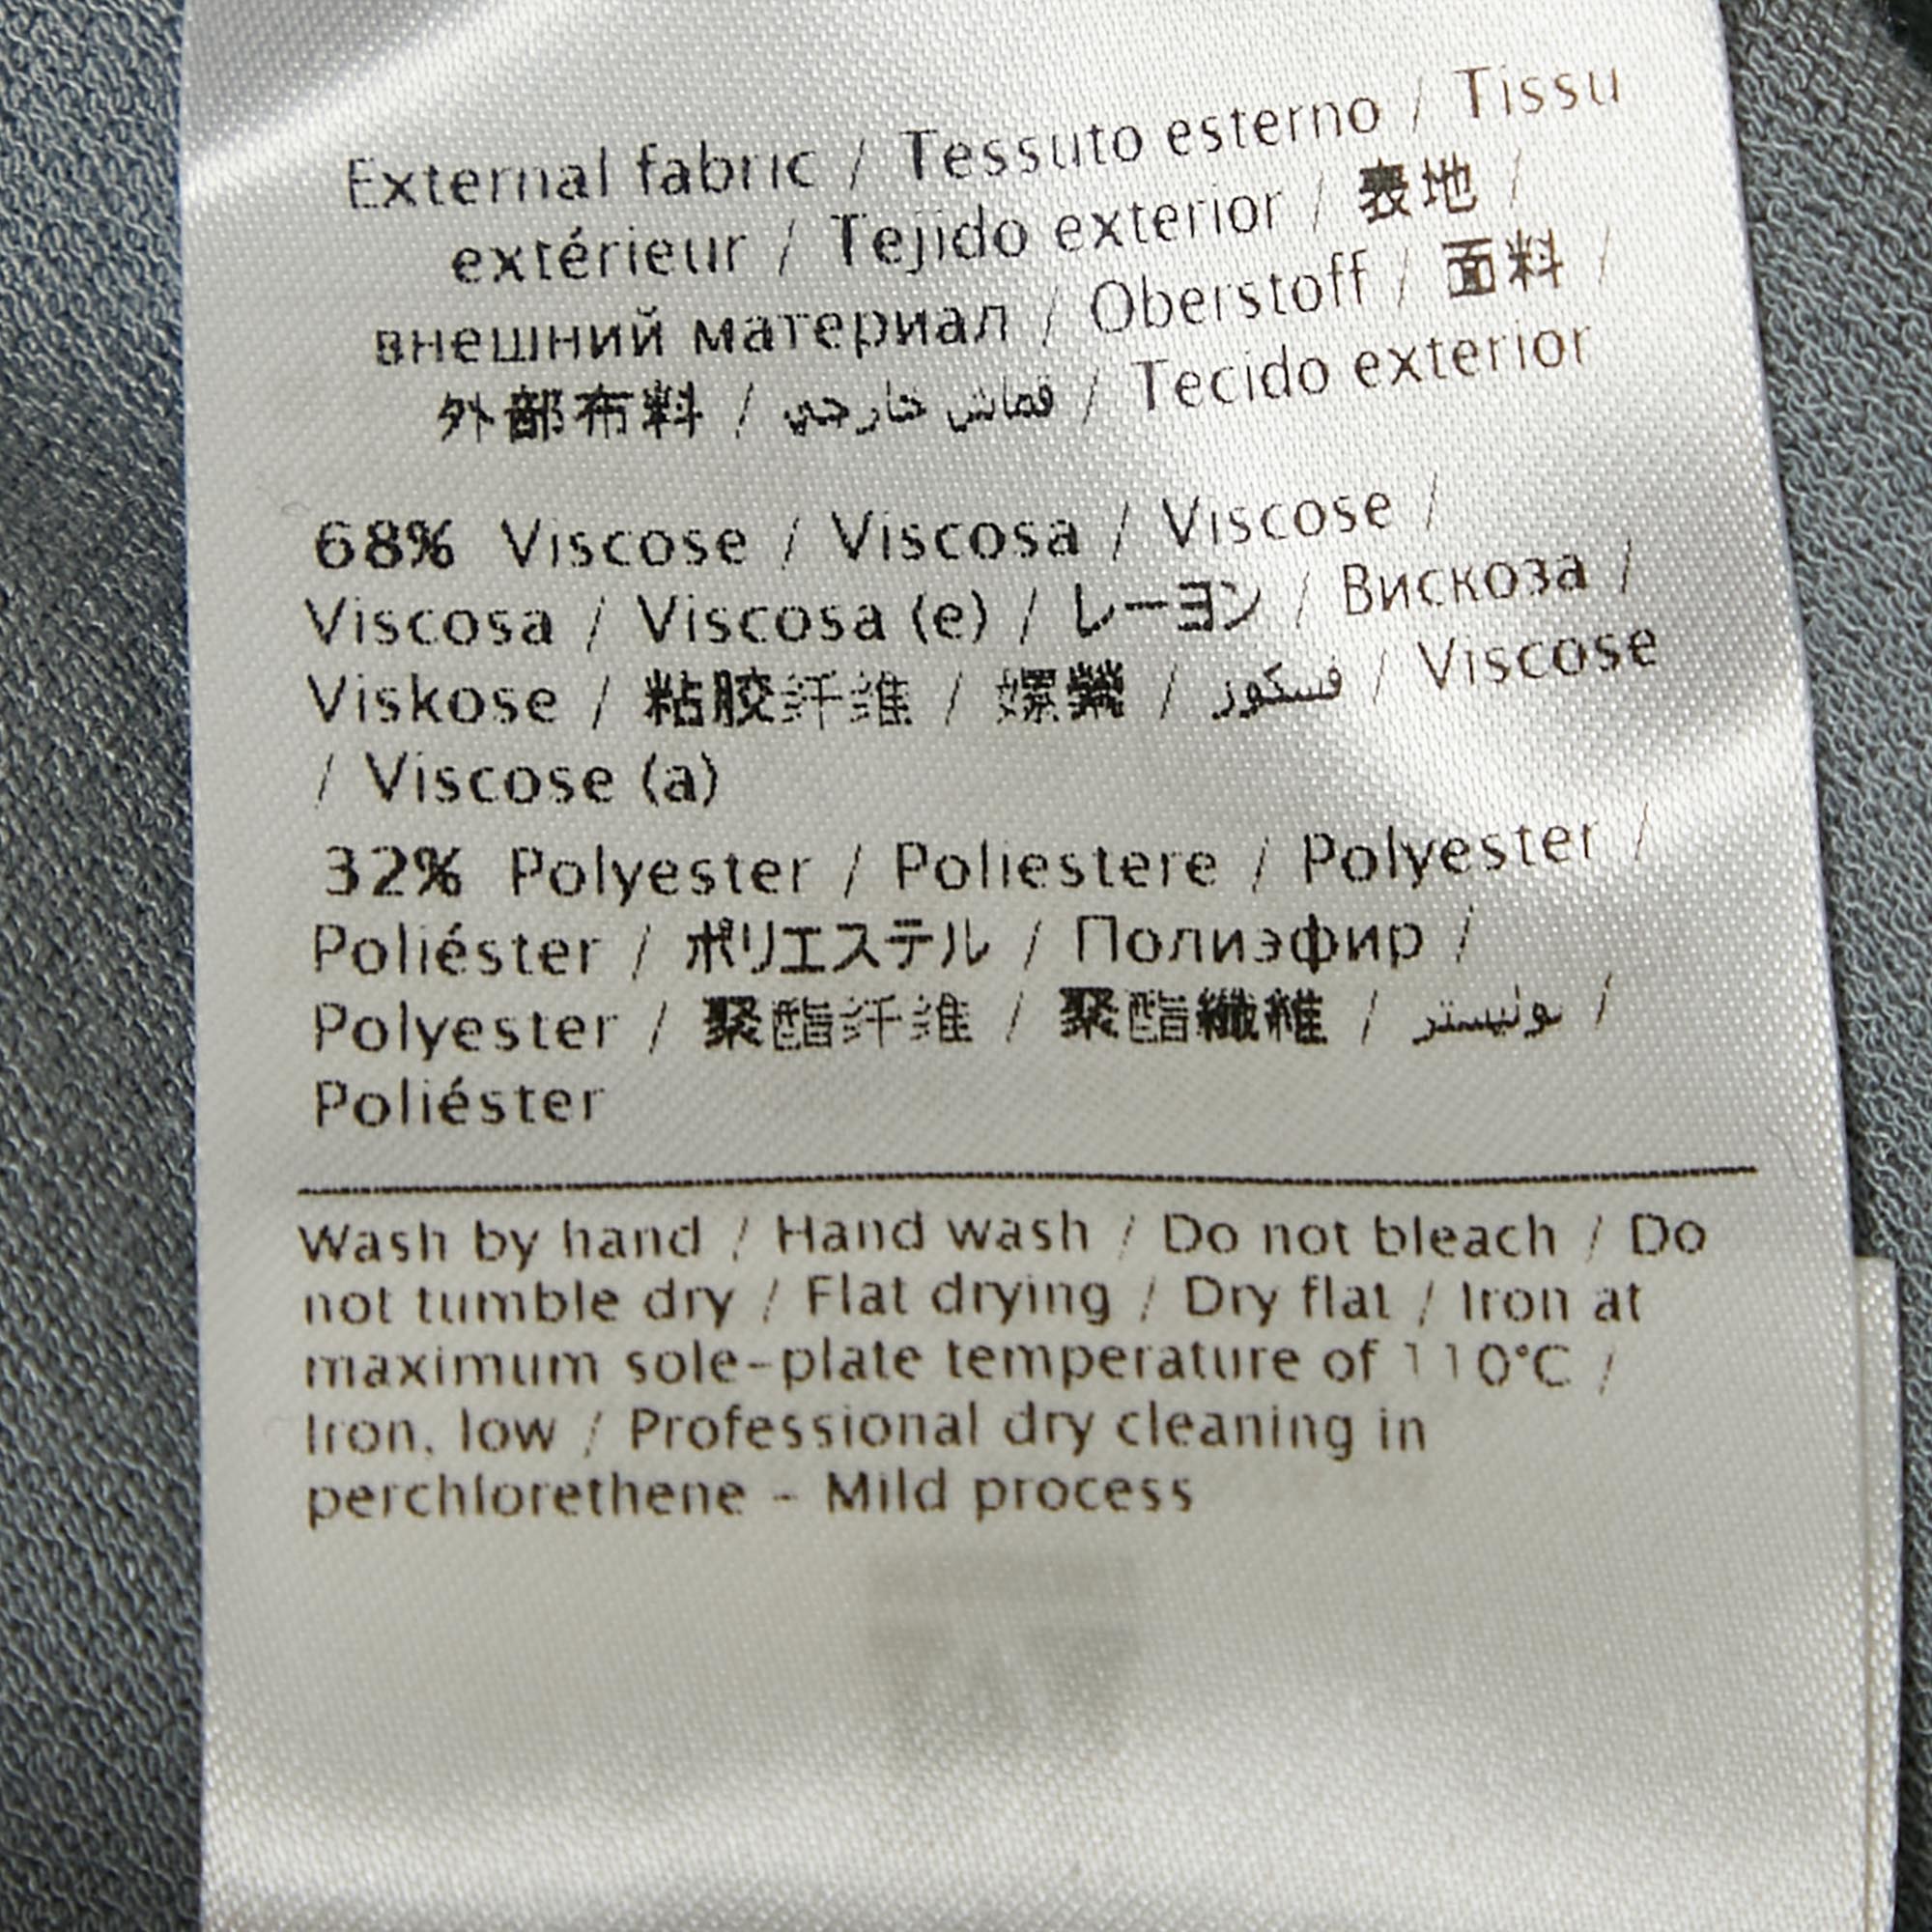 External fabric / Tessuto esterno / Tissu
extérieur / Tejido exterior / 表地 /
внешний материал / Oberstoff / 面料 /
外部布料 / قماش خارجي / Tecido exterior
68% Viscose / Viscosa / Viscose /
Viscosa / Viscosa (e) / レーヨン / Вискоза /
Viskose / 粘胶纤维 / 嫘縈 / فسكوز / Viscose
/ Viscose (a)
32% Polyester / Poliestere / Polyester /
Poliéster / ポリエステル / Полиэфир /
Polyester / 聚酯纤维 / 聚酯纖維 / بوليستر /
Poliéster
Wash by hand / Hand wash / Do not bleach / Do
not tumble dry / Flat drying / Dry flat / Iron at
maximum sole-plate temperature of 110°C /
Iron, low / Professional dry cleaning in
perchlorethene - Mild process